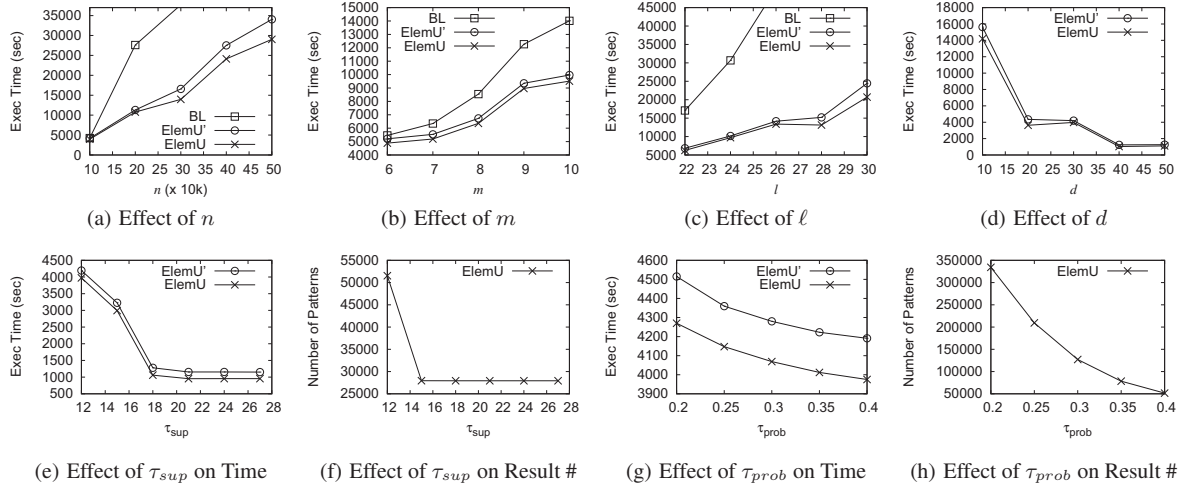 Exec Time (sec)
35000
30000
25000
20000
15000
10000
5000
0
10 15 20 25 30 35 40 45 50
n (x 10k)
BL
ElemU'
ElemU
(a) Effect of n
Exec Time (sec)
15000
14000
13000
12000
11000
10000
9000
8000
7000
6000
5000
4000
6 7 8 9 10
m
BL
ElemU'
ElemU
(b) Effect of m
Exec Time (sec)
45000
40000
35000
30000
25000
20000
15000
10000
5000
22 23 24 25 26 27 28 29 30
l
BL
ElemU'
ElemU
(c) Effect of ℓ
Exec Time (sec)
18000
16000
14000
12000
10000
8000
6000
4000
2000
0
10 15 20 25 30 35 40 45 50
d
ElemU'
ElemU
(d) Effect of d
Exec Time (sec)
4500
4000
3500
3000
2500
2000
1500
1000
500
12 14 16 18 20 22 24 26 28
τsup
ElemU'
ElemU
(e) Effect of τsup on Time
Number of Patterns
55000
50000
45000
40000
35000
30000
25000
12 14 16 18 20 22 24 26 28
τsup
ElemU
(f) Effect of τsup on Result #
Exec Time (sec)
4600
4500
4400
4300
4200
4100
4000
3900
0.2 0.25 0.3 0.35 0.4
τprob
ElemU'
ElemU
(g) Effect of τprob on Time
Number of Patterns
350000
300000
250000
200000
150000
100000
50000
0.2 0.25 0.3 0.35 0.4
τprob
ElemU
(h) Effect of τprob on Result #